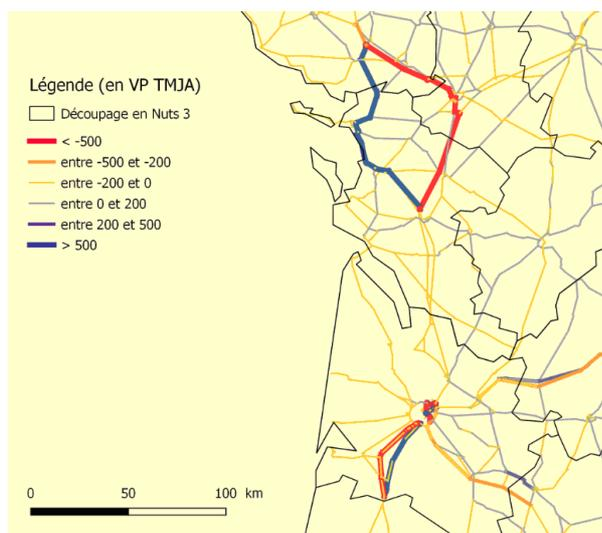 Légende (en VP TMJA)
Découpage en Nuts 3
< -500
entre -500 et -200
entre -200 et 0
entre 0 et 200
entre 200 et 500
> 500
0 50 100 km